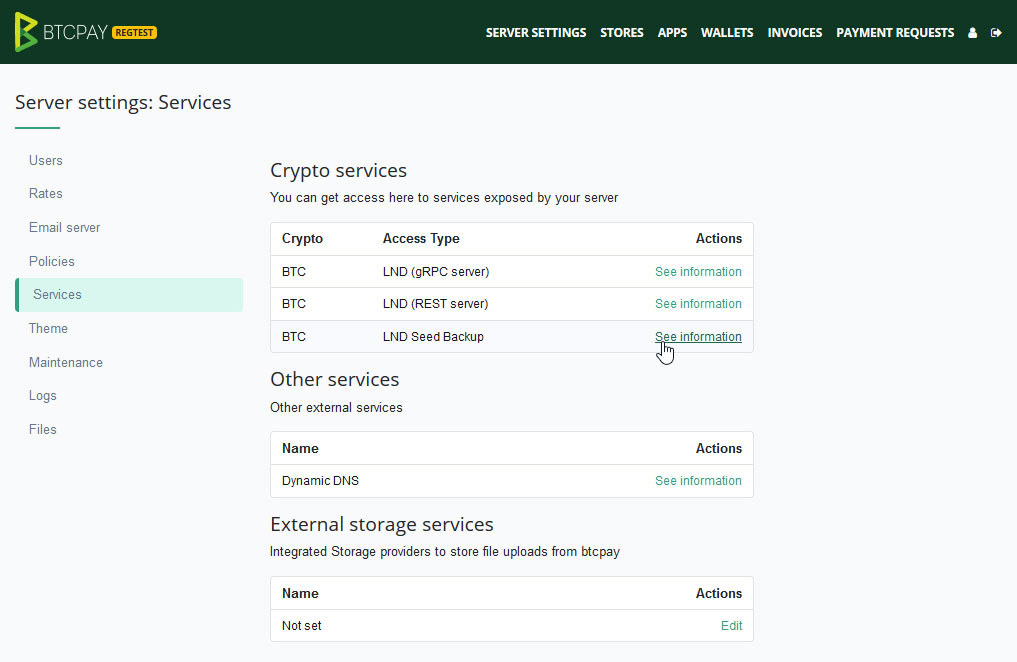 BTCPAY REGTEST
SERVER SETTINGS STORES APPS WALLETS INVOICES PAYMENT REQUESTS
Server settings: Services
Users
Rates
Email server
Policies
Services
Theme
Maintenance
Logs
Files
Crypto services
You can get access here to services exposed by your server
Crypto Access Type Actions
BTC LND (gRPC server) See information
BTC LND (REST server) See information
BTC LND Seed Backup See information
Other services
Other external services
Name Actions
Dynamic DNS See information
External storage services
Integrated Storage providers to store file uploads from btcpay
Name Actions
Not set Edit